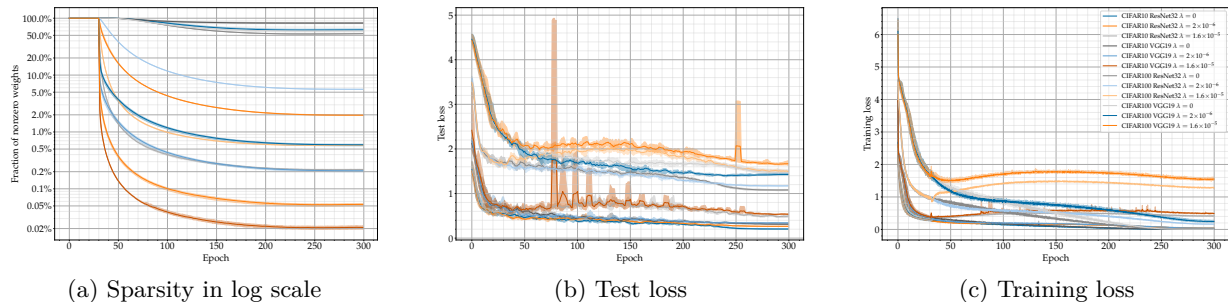 100.0%
50.0%
20.0%
10.0%
5.0%
2.0%
1.0%
0.5%
0.2%
0.1%
0.05%
0.02%
Fraction of nonzero weights
0 50 100 150 200 250 300
Epoch
(a) Sparsity in log scale
5
4
3
2
1
0
Test loss
0 50 100 150 200 250 300
Epoch
(b) Test loss
6
5
4
3
2
1
0
Training loss
CIFAR10 ResNet32 λ = 0
CIFAR10 ResNet32 λ = 2×10⁻⁶
CIFAR10 ResNet32 λ = 1.6×10⁻⁵
CIFAR10 VGG19 λ = 0
CIFAR10 VGG19 λ = 2×10⁻⁶
CIFAR10 VGG19 λ = 1.6×10⁻⁵
CIFAR100 ResNet32 λ = 0
CIFAR100 ResNet32 λ = 2×10⁻⁶
CIFAR100 ResNet32 λ = 1.6×10⁻⁵
CIFAR100 VGG19 λ = 0
CIFAR100 VGG19 λ = 2×10⁻⁶
CIFAR100 VGG19 λ = 1.6×10⁻⁵
0 50 100 150 200 250 300
Epoch
(c) Training loss